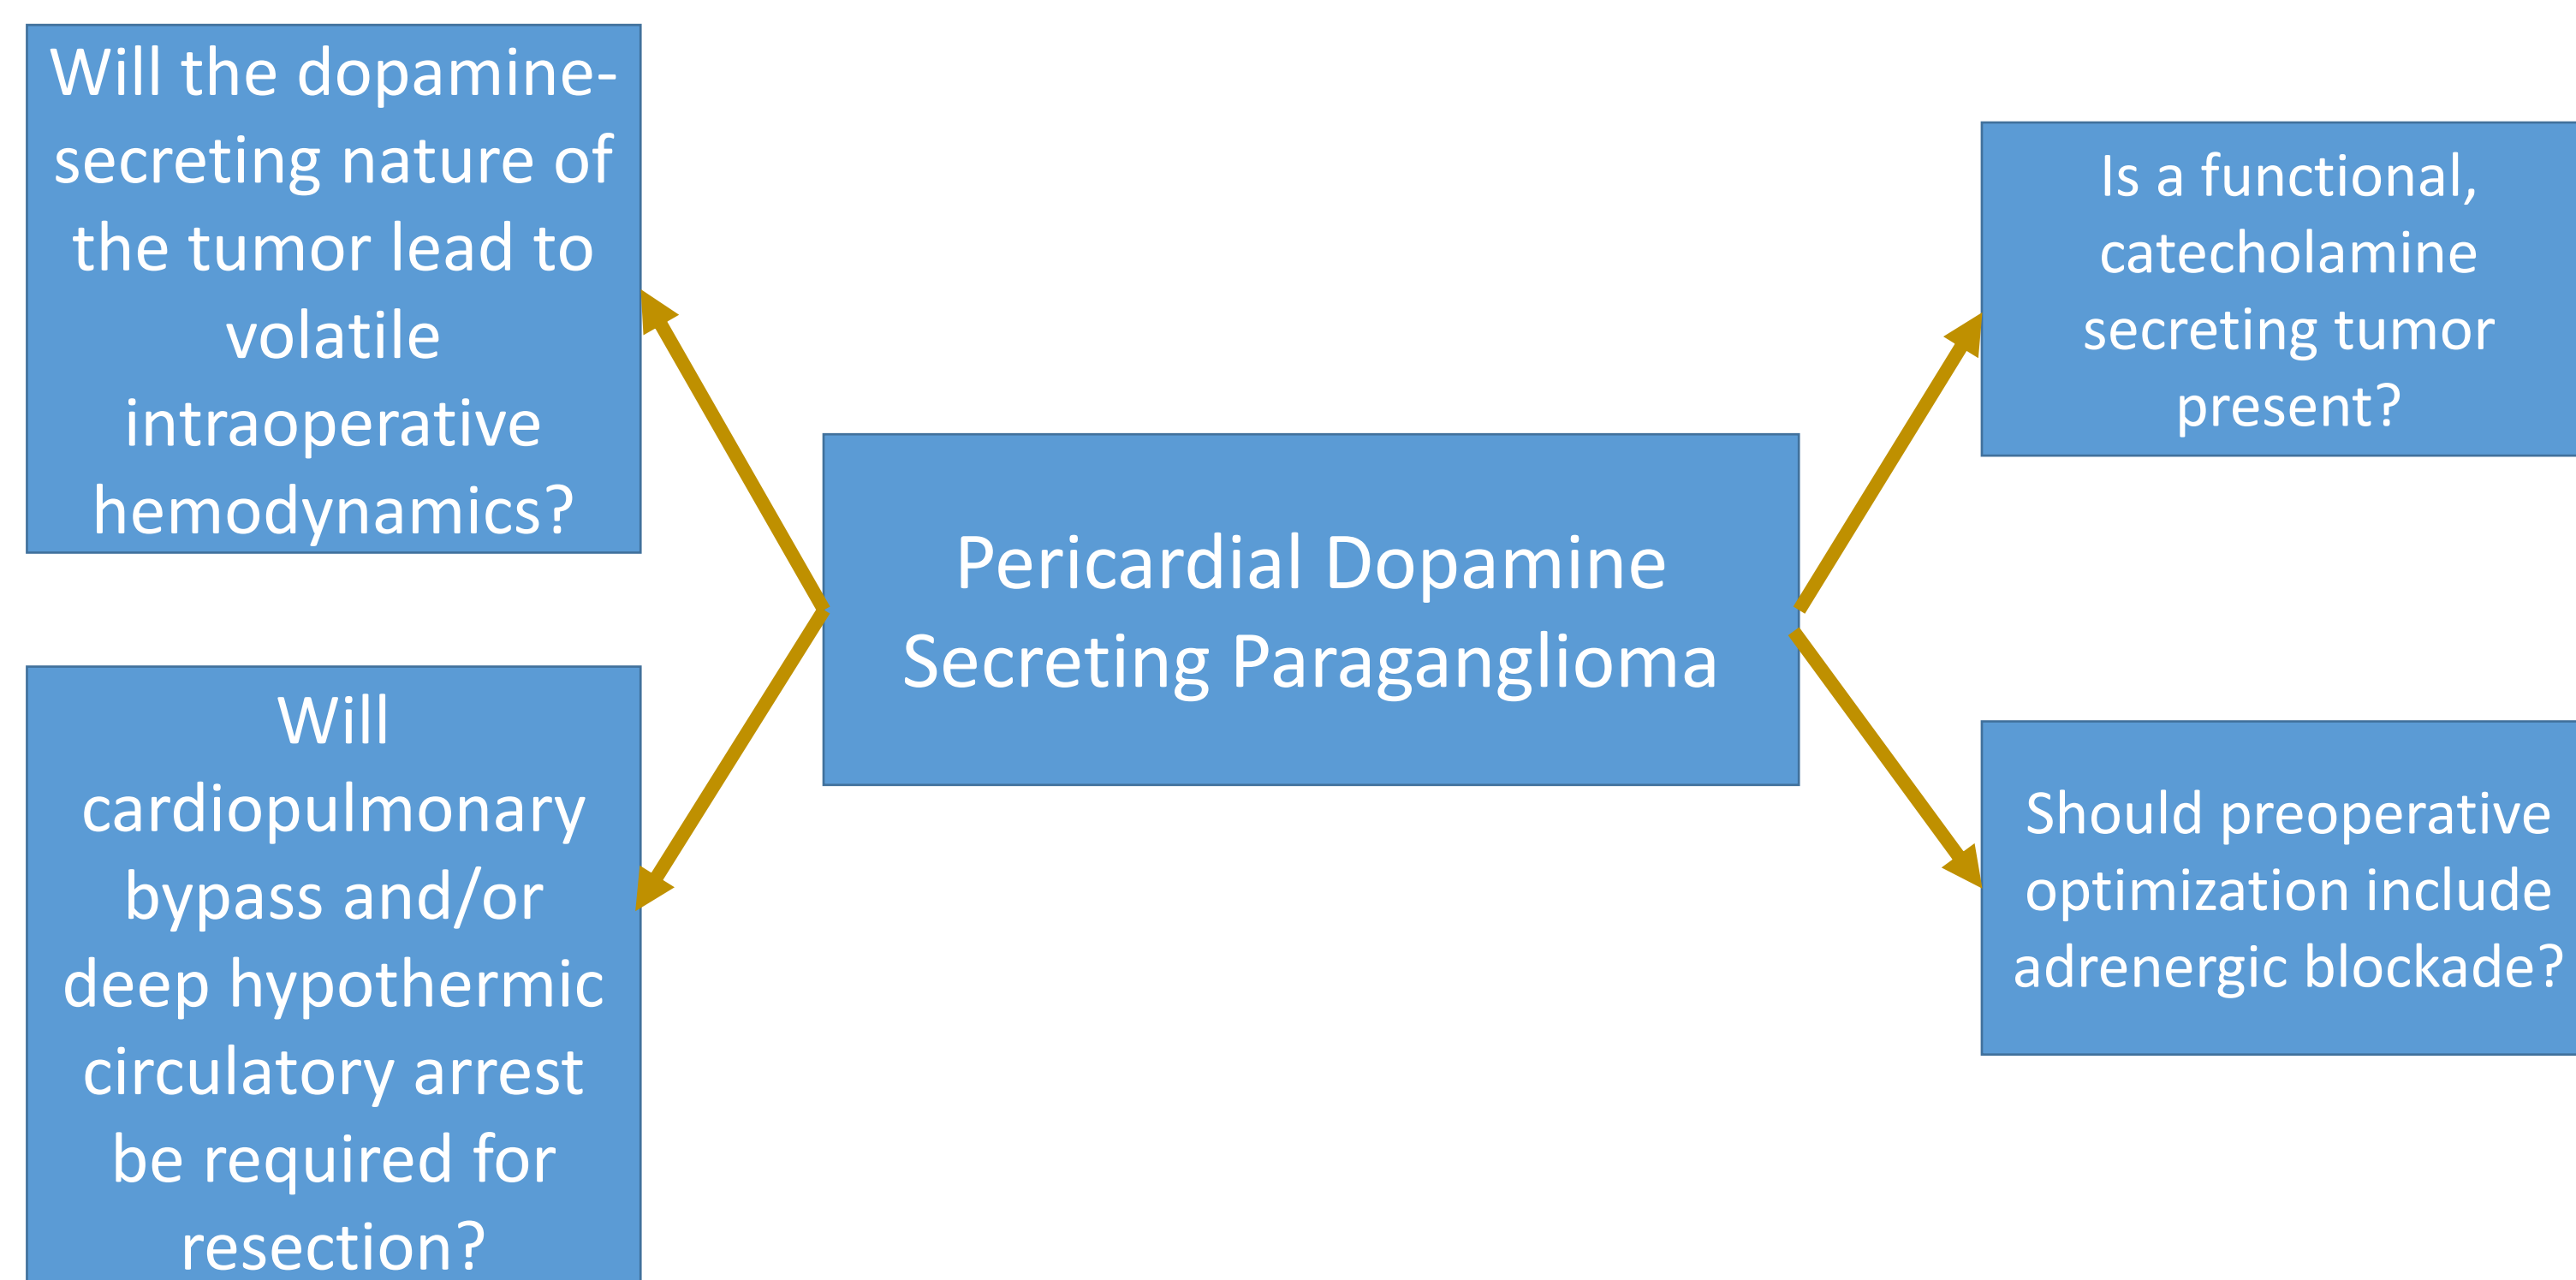 Will the dopamine-
secreting nature of
the tumor lead to
volatile
intraoperative
hemodynamics?
Will
cardiopulmonary
bypass and/or
deep hypothermic
circulatory arrest
be required for
resection?
Pericardial Dopamine
Secreting Paraganglioma
Is a functional,
catecholamine
secreting tumor
present?
Should preoperative
optimization include
adrenergic blockade?